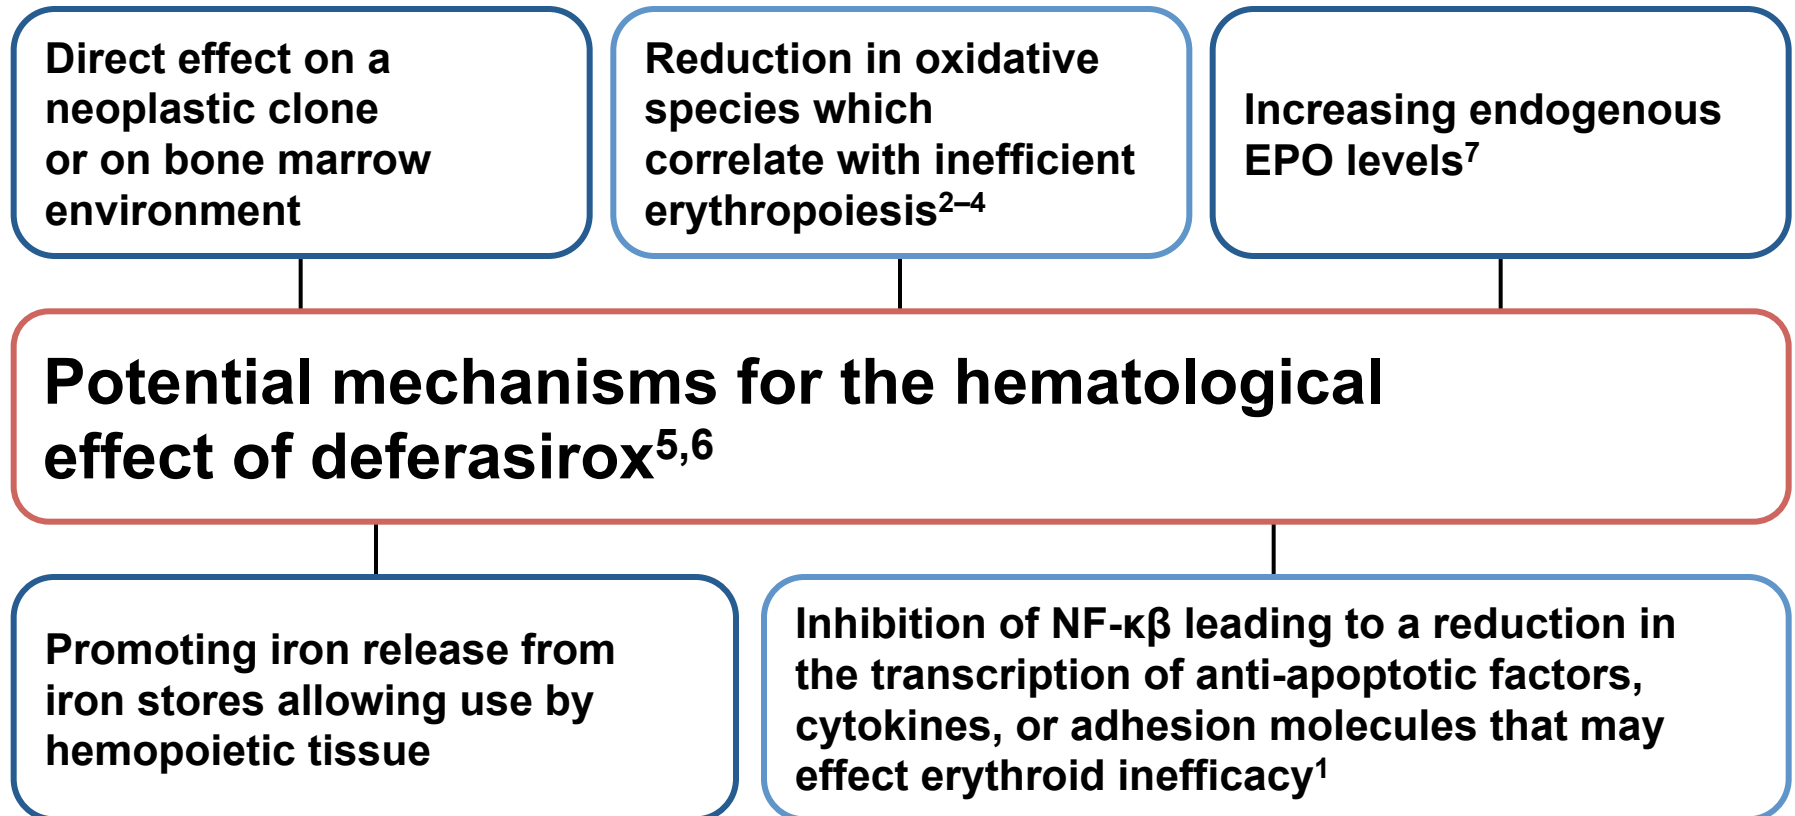 Direct effect on a
neoplastic clone
or on bone marrow
environment
Reduction in oxidative
species which
correlate with inefficient
erythropoiesis²⁻⁴
Increasing endogenous
EPO levels⁷
Potential mechanisms for the hematological
effect of deferasirox⁵,⁶
Promoting iron release from
iron stores allowing use by
hemopoietic tissue
Inhibition of NF-κβ leading to a reduction in
the transcription of anti-apoptotic factors,
cytokines, or adhesion molecules that may
effect erythroid inefficacy¹